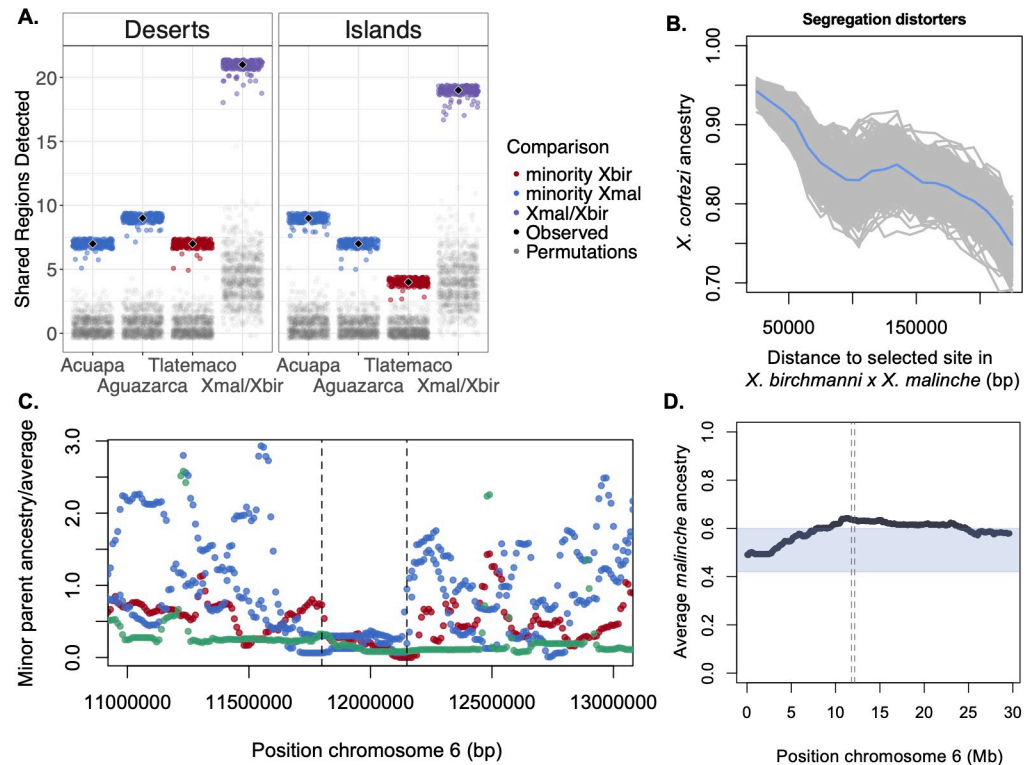 A.
Deserts
Islands
Shared Regions Detected
20
15
10
5
0
Acuapa
Aguazarca
Tlatemaco
Xmal/Xbir
Acuapa
Aguazarca
Tlatemaco
Xmal/Xbir
Comparison
minority Xbir
minority Xmal
Xmal/Xbir
Observed
Permutations
B.
Segregation distorters
X. cortezi ancestry
1.00
0.90
0.80
0.70
50000
150000
Distance to selected site in
X. birchmanni x X. malinche (bp)
C.
Minor parent ancestry/average
3.0
2.0
1.0
0.0
11000000
11500000
12000000
12500000
13000000
Position chromosome 6 (bp)
D.
Average malinche ancestry
1.0
0.8
0.6
0.4
0.2
0.0
0
5
10
15
20
25
30
Position chromosome 6 (Mb)